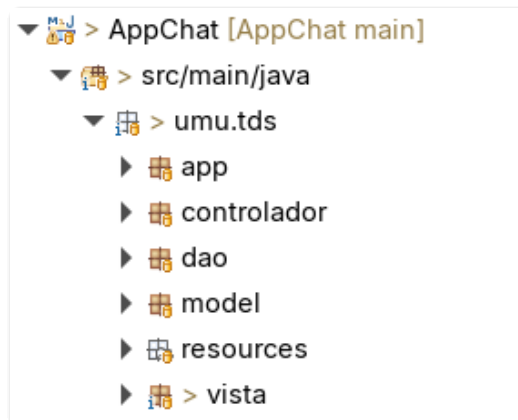 > AppChat [AppChat main]
> src/main/java
> umu.tds
app
controlador
dao
model
resources
> vista